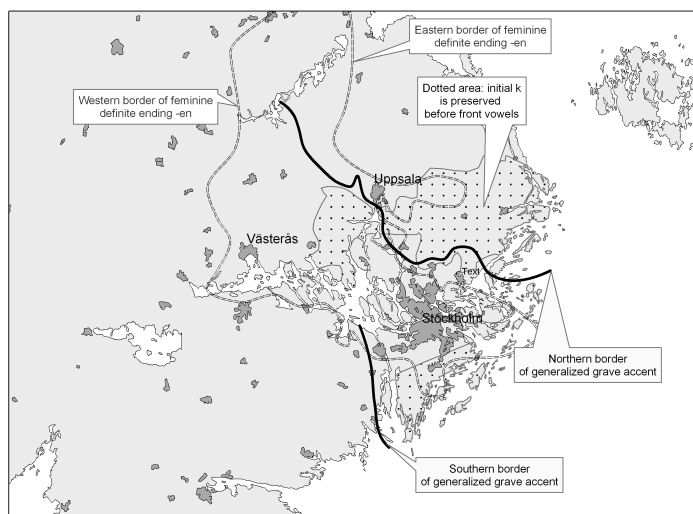 Eastern border of feminine
definite ending -en
Western border of feminine
definite ending -en
Dotted area: initial k
is preserved
before front vowels
Uppsala
Västerås
Text
Stockholm
Northern border
of generalized grave accent
Southern border
of generalized grave accent